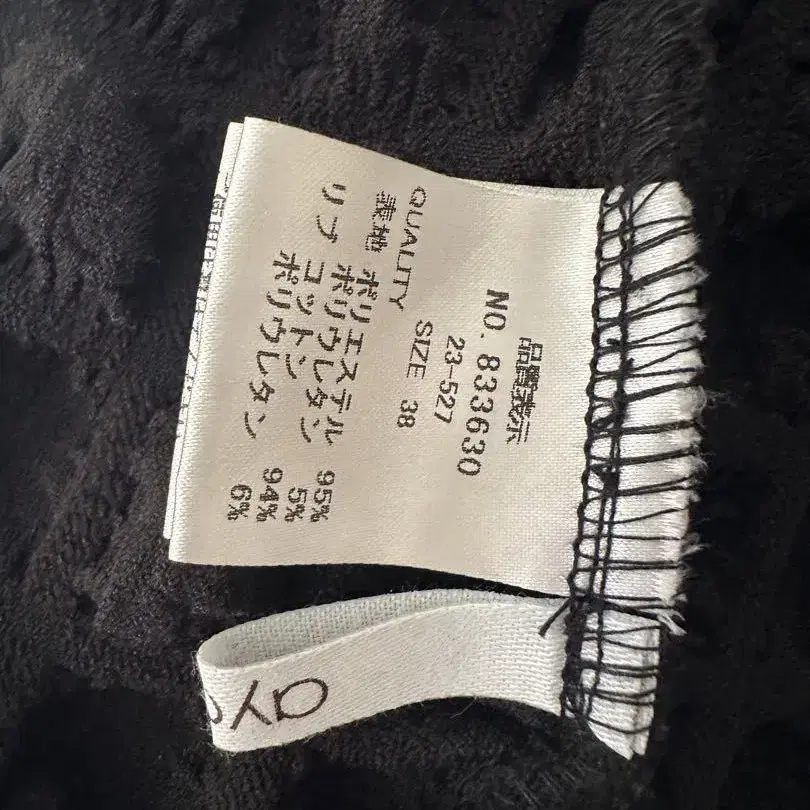 品質表示
NO. 833630
23-527
SIZE 38
QUALITY
表地 ポリエステル 95%
ポリウレタン 5%
リブ コットン 94%
ポリウレタン 6%
ay